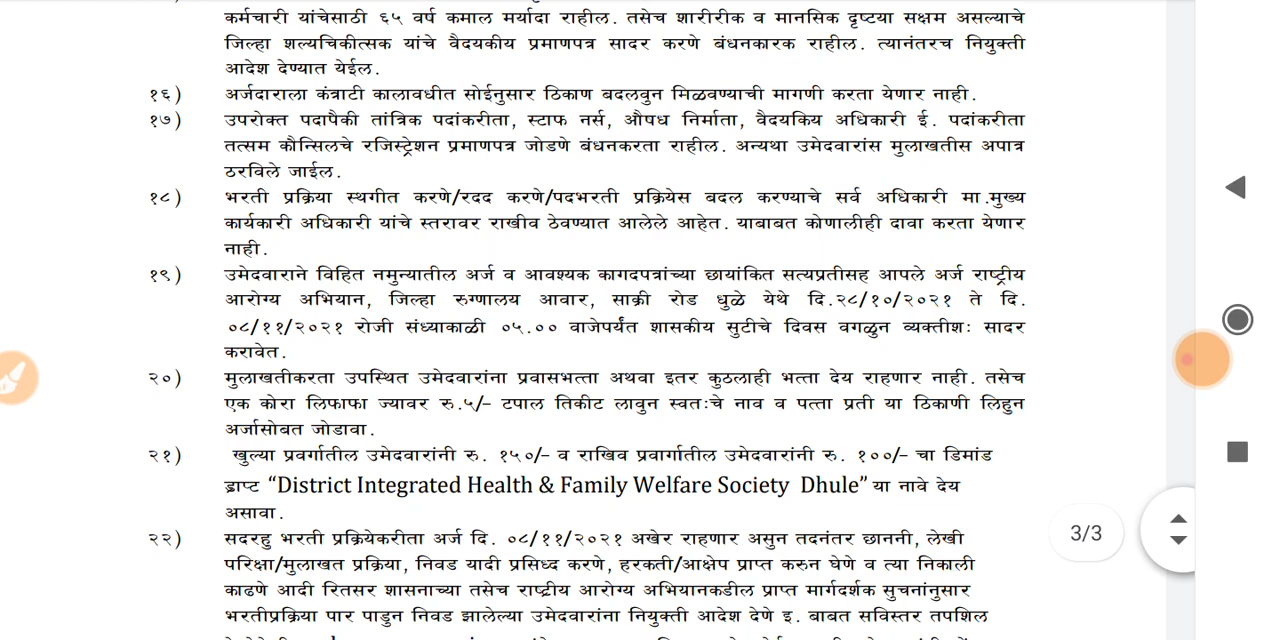 कर्मचारी यांचेसाठी ६५ वर्ष कमाल मर्यादा राहील. तसेच शारीरीक व मानसिक दृष्टया सक्षम असल्याचे
जिल्हा शल्यचिकीत्सक यांचे वैदयकीय प्रमाणपत्र सादर करणे बंधनकारक राहील. त्यानंतरच नियुक्ती
आदेश देण्यात येईल.
१६) अर्जदाराला कंत्राटी कालावधीत सोईनुसार ठिकाण बदलवुन मिळवण्याची मागणी करता येणार नाही.
१७) उपरोक्त पदापैकी तांत्रिक पदांकरीता, स्टाफ नर्स, औषध निर्माता, वैदयकिय अधिकारी ई. पदांकरीता
तत्सम कौन्सिलचे रजिस्ट्रेशन प्रमाणपत्र जोडणे बंधनकरता राहील. अन्यथा उमेदवारांस मुलाखतीस अपात्र
ठरविले जाईल.
१८) भरती प्रक्रिया स्थगीत करणे/रदद करणे/पदभरती प्रक्रियेस बदल करण्याचे सर्व अधिकारी मा.मुख्य
कार्यकारी अधिकारी यांचे स्तरावर राखीव ठेवण्यात आलेले आहेत. याबाबत कोणालीही दावा करता येणार
नाही.
१९) उमेदवाराने विहित नमुन्यातील अर्ज व आवश्यक कागदपत्रांच्या छायांकित सत्यप्रतीसह आपले अर्ज राष्ट्रीय
आरोग्य अभियान, जिल्हा रुग्णालय आवार, साक्री रोड धुळे येथे दि.२८/१०/२०२१ ते दि.
०८/११/२०२१ रोजी संध्याकाळी ०५.०० वाजेपर्यंत शासकीय सुटीचे दिवस वगळुन व्यक्तीशः सादर
करावेत.
२०) मुलाखतीकरता उपस्थित उमेदवारांना प्रवासभत्ता अथवा इतर कुठलाही भत्ता देय राहणार नाही. तसेच
एक कोरा लिफाफा ज्यावर रु.५/- टपाल तिकीट लावुन स्वतःचे नाव व पत्ता प्रती या ठिकाणी लिहुन
अर्जासोबत जोडावा.
२१) खुल्या प्रवर्गातील उमेदवारांनी रु. १५०/- व राखिव प्रवार्गातील उमेदवारांनी रु. १००/- चा डिमांड
ड्राप्ट “District Integrated Health & Family Welfare Society Dhule” या नावे देय
असावा.
२२) सदरहु भरती प्रक्रियेकरीता अर्ज दि. ०८/११/२०२१ अखेर राहणार असुन तदनंतर छाननी, लेखी
परिक्षा/मुलाखत प्रक्रिया, निवड यादी प्रसिध्द करणे, हरकती/आक्षेप प्राप्त करुन घेणे व त्या निकाली
काढणे आदी रितसर शासनाच्या तसेच राष्ट्रीय आरोग्य अभियानकडील प्राप्त मार्गदर्शक सुचनांनुसार
भरतीप्रक्रिया पार पाडुन निवड झालेल्या उमेदवारांना नियुक्ती आदेश देणे इ. बाबत सविस्तर तपशिल
3/3